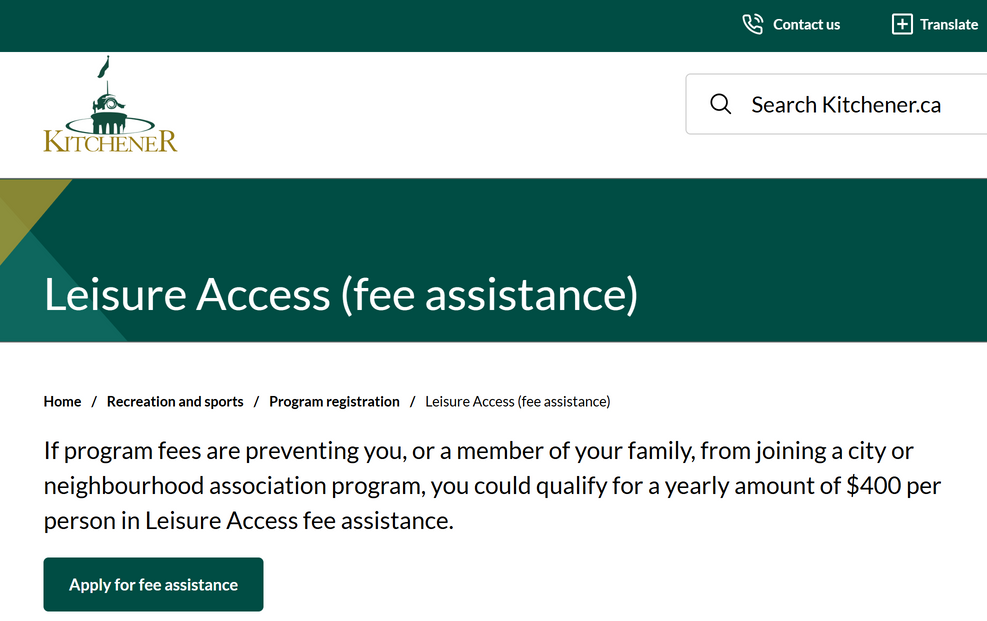 Contact us
Translate
KITCHENER
Search Kitchener.ca
Leisure Access (fee assistance)
Home / Recreation and sports / Program registration / Leisure Access (fee assistance)
If program fees are preventing you, or a member of your family, from joining a city or
neighbourhood association program, you could qualify for a yearly amount of $400 per
person in Leisure Access fee assistance.
Apply for fee assistance